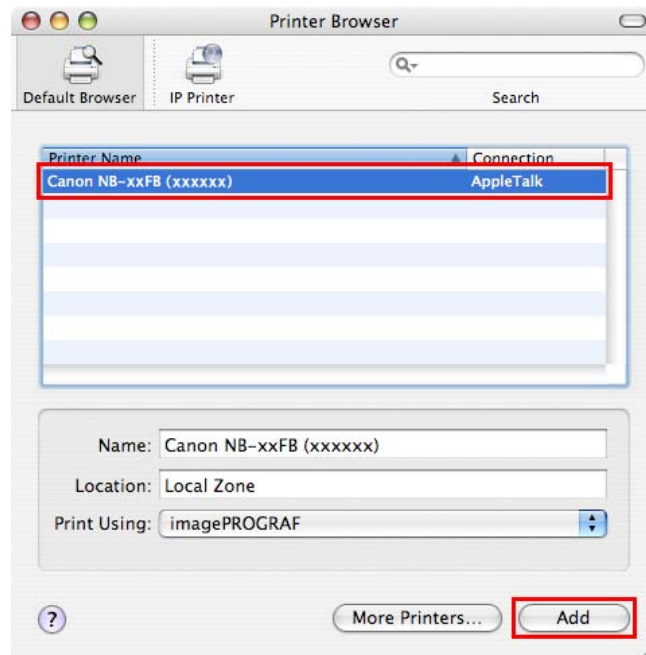 Printer Browser
Default Browser IP Printer Search
Printer Name Connection
Canon NB-xxFB (xxxxxx) AppleTalk
Name: Canon NB-xxFB (xxxxxx)
Location: Local Zone
Print Using: imagePROGRAF
? More Printers... Add